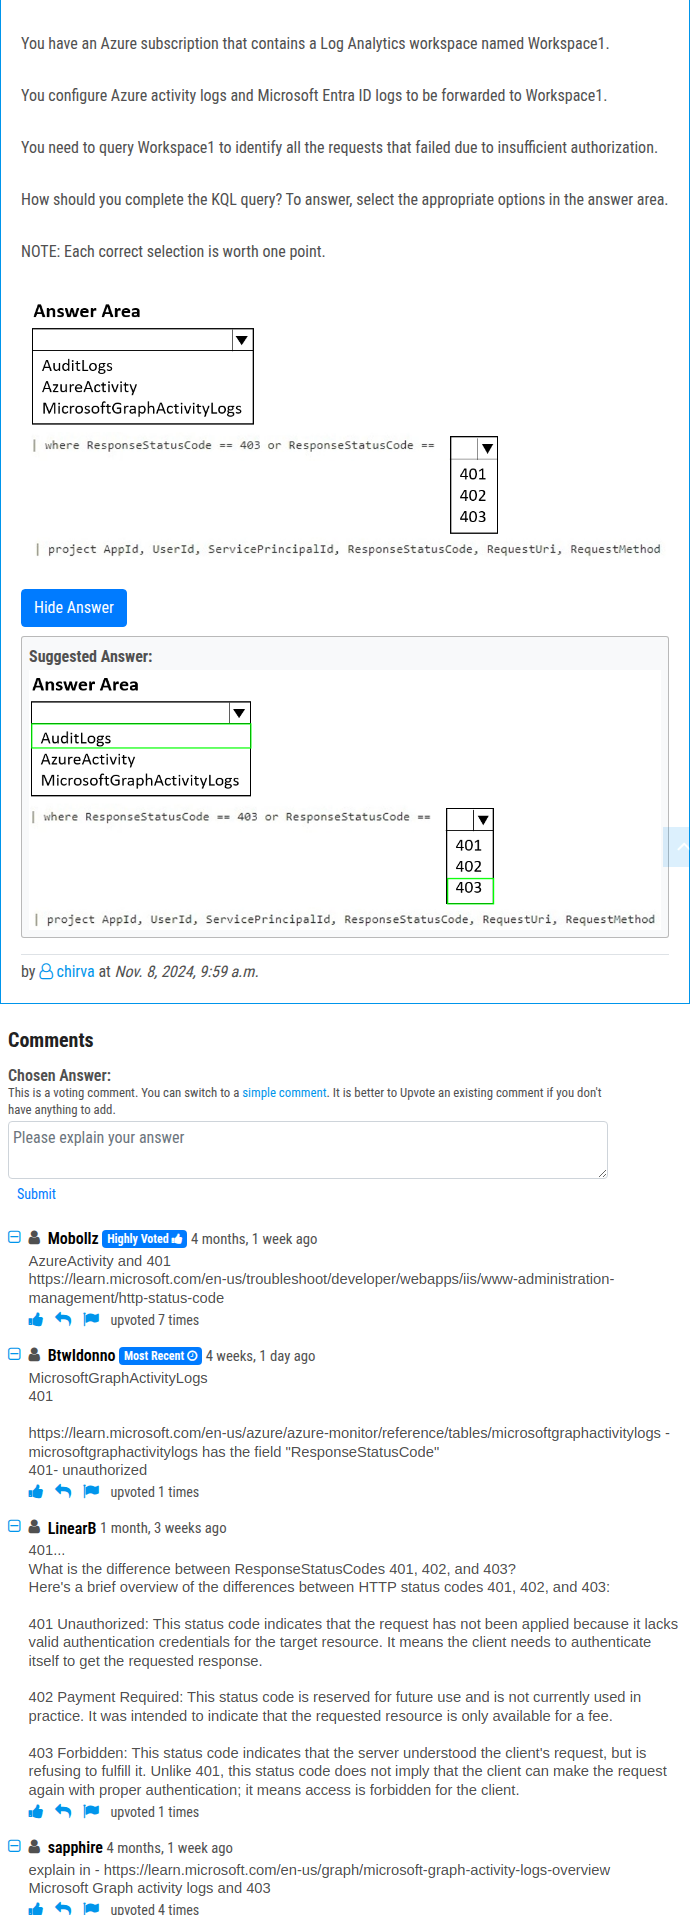 You have an Azure subscription that contains a Log Analytics workspace named Workspace1.
You configure Azure activity logs and Microsoft Entra ID logs to be forwarded to Workspace1.
You need to query Workspace1 to identify all the requests that failed due to insufficient authorization.
How should you complete the KQL query? To answer, select the appropriate options in the answer area.
NOTE: Each correct selection is worth one point.
Answer Area
AuditLogs
AzureActivity
MicrosoftGraphActivityLogs
| where ResponseStatusCode == 403 or ResponseStatusCode ==
401
402
403
| project AppId, UserId, ServicePrincipalId, ResponseStatusCode, RequestUri, RequestMethod
Hide Answer
Suggested Answer:
Answer Area
AuditLogs
AzureActivity
MicrosoftGraphActivityLogs
| where ResponseStatusCode == 403 or ResponseStatusCode ==
401
402
403
| project AppId, UserId, ServicePrincipalId, ResponseStatusCode, RequestUri, RequestMethod
by chirva at Nov. 8, 2024, 9:59 a.m.
Comments
Chosen Answer:
This is a voting comment. You can switch to a simple comment. It is better to Upvote an existing comment if you don't
have anything to add.
Please explain your answer
Submit
Mobollz Highly Voted 4 months, 1 week ago
AzureActivity and 401
https://learn.microsoft.com/en-us/troubleshoot/developer/webapps/iis/www-administration-
management/http-status-code
upvoted 7 times
Btwldonno Most Recent 4 weeks, 1 day ago
MicrosoftGraphActivityLogs
401
https://learn.microsoft.com/en-us/azure/azure-monitor/reference/tables/microsoftgraphactivitylogs -
microsoftgraphactivitylogs has the field "ResponseStatusCode"
401- unauthorized
upvoted 1 times
LinearB 1 month, 3 weeks ago
401...
What is the difference between ResponseStatusCodes 401, 402, and 403?
Here's a brief overview of the differences between HTTP status codes 401, 402, and 403:
401 Unauthorized: This status code indicates that the request has not been applied because it lacks
valid authentication credentials for the target resource. It means the client needs to authenticate
itself to get the requested response.
402 Payment Required: This status code is reserved for future use and is not currently used in
practice. It was intended to indicate that the requested resource is only available for a fee.
403 Forbidden: This status code indicates that the server understood the client's request, but is
refusing to fulfill it. Unlike 401, this status code does not imply that the client can make the request
again with proper authentication; it means access is forbidden for the client.
upvoted 1 times
sapphire 4 months, 1 week ago
explain in - https://learn.microsoft.com/en-us/graph/microsoft-graph-activity-logs-overview
Microsoft Graph activity logs and 403
upvoted 4 times